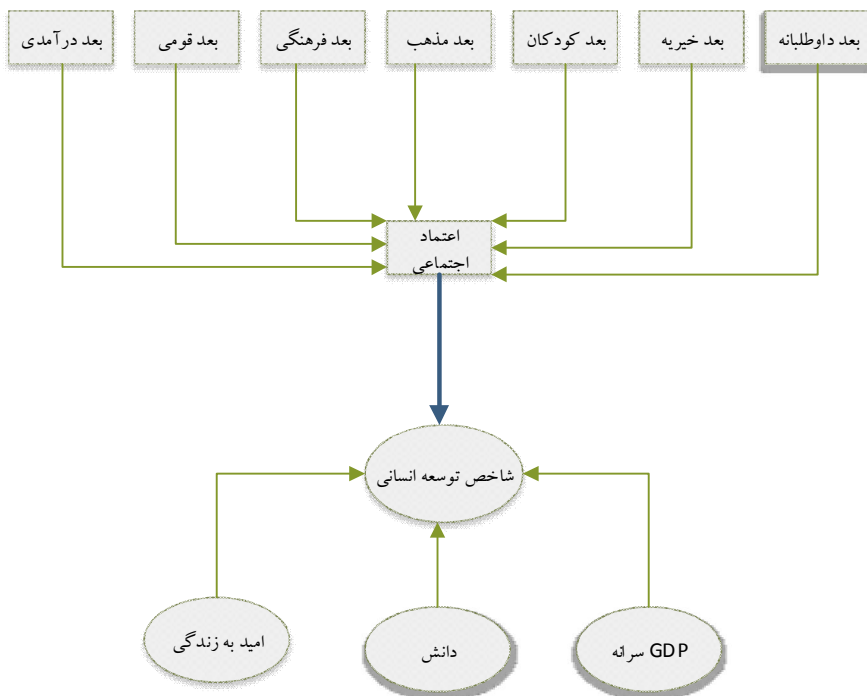 بعد داوطلبانه
بعد خیریه
بعد کودکان
بعد مذهب
بعد فرهنگی
بعد قومی
بعد درآمدی
اعتماد
اجتماعی
شاخص توسعه انسانی
GDP سرانه
دانش
امید به زندگی